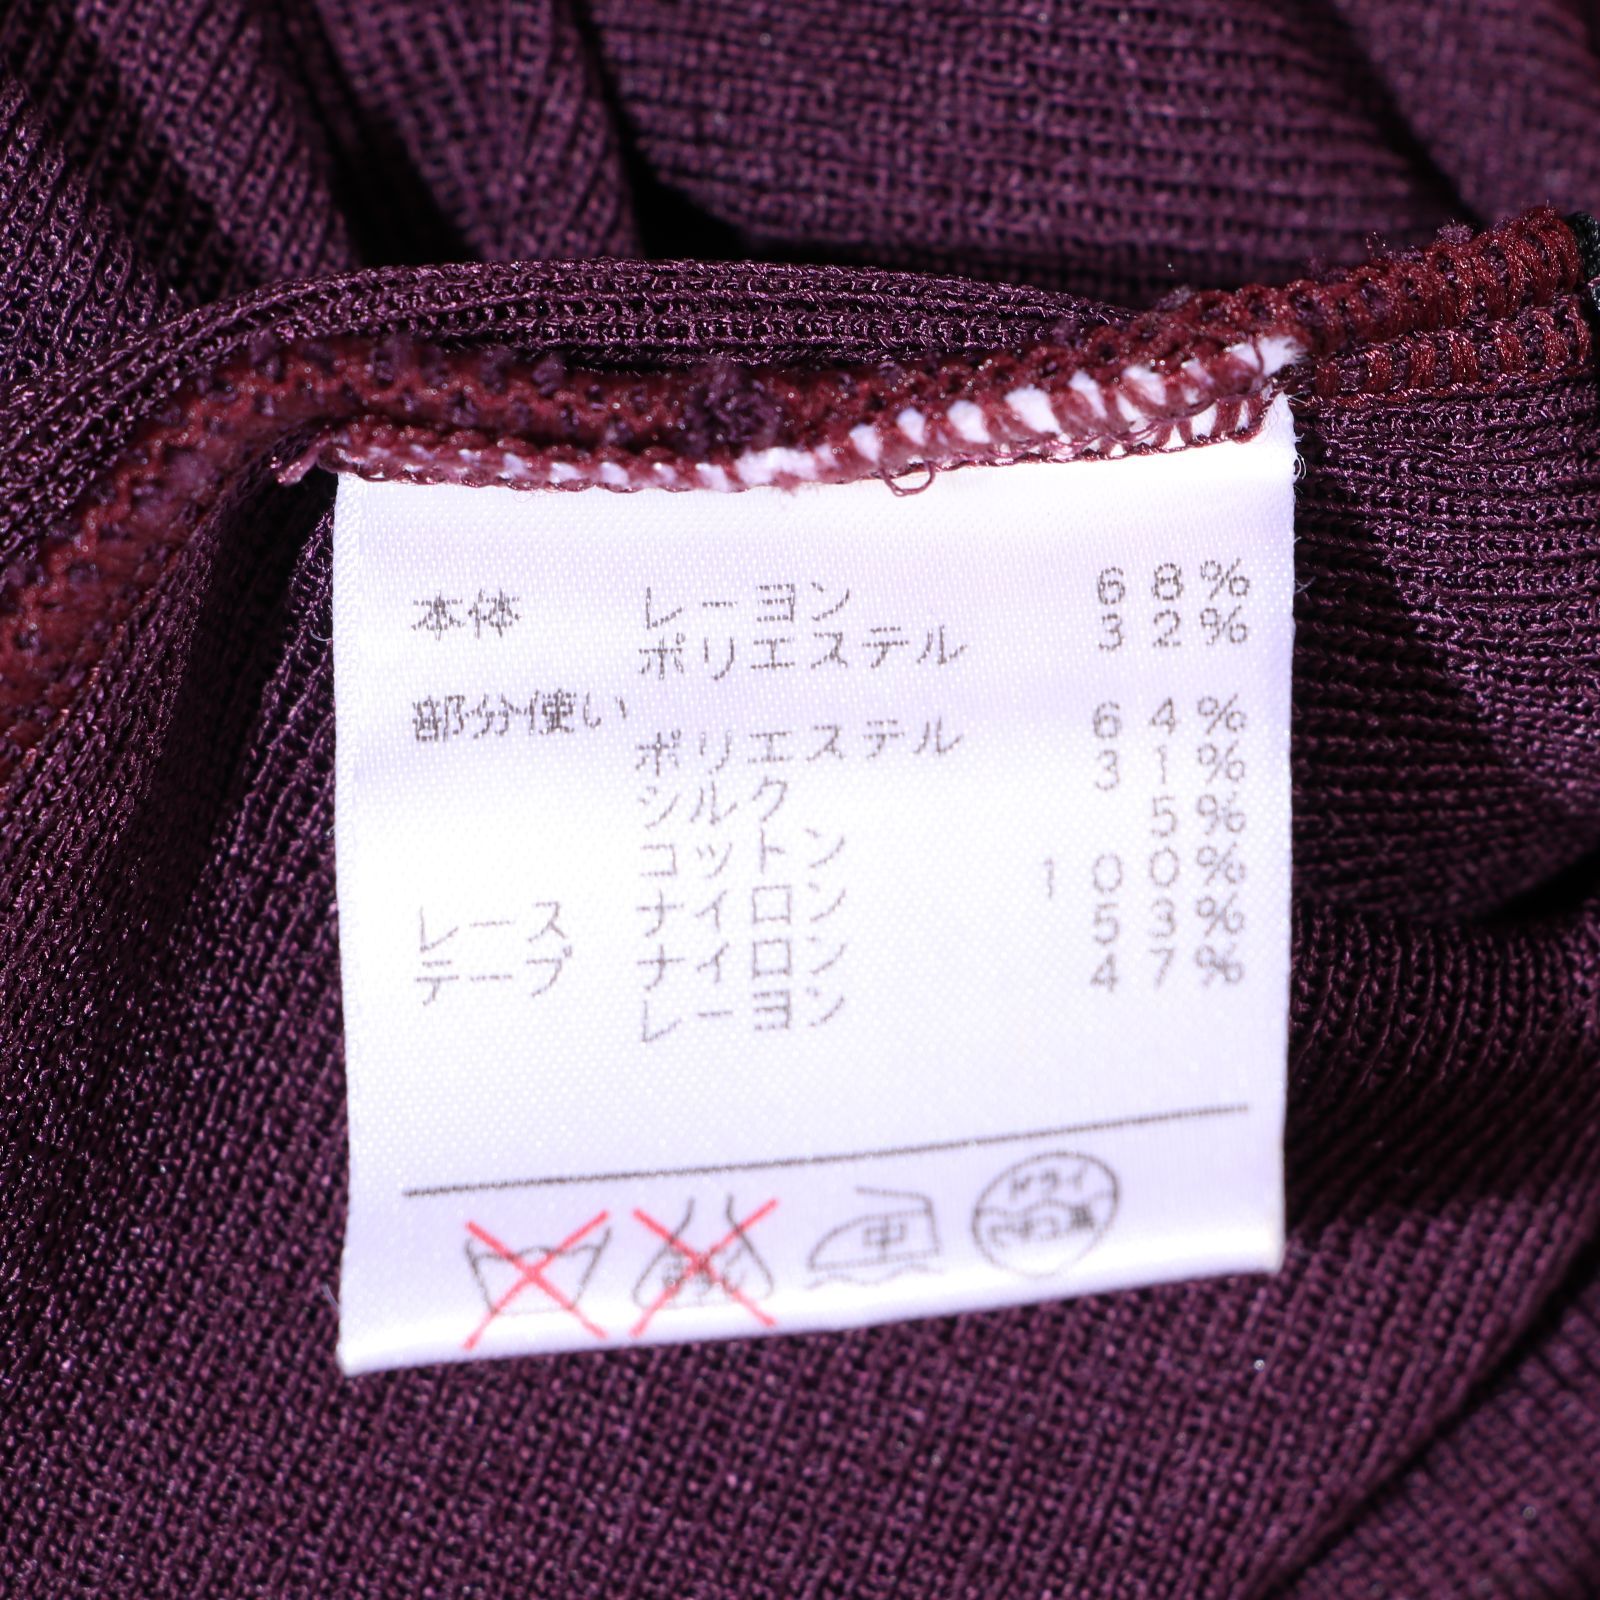 本体 レーヨン 68%
ポリエステル 32%
部分使い
ポリエステル 64%
シルク 31%
コットン 5%
レース ナイロン 100%
テープ ナイロン 53%
レーヨン 47%
中
ドライ